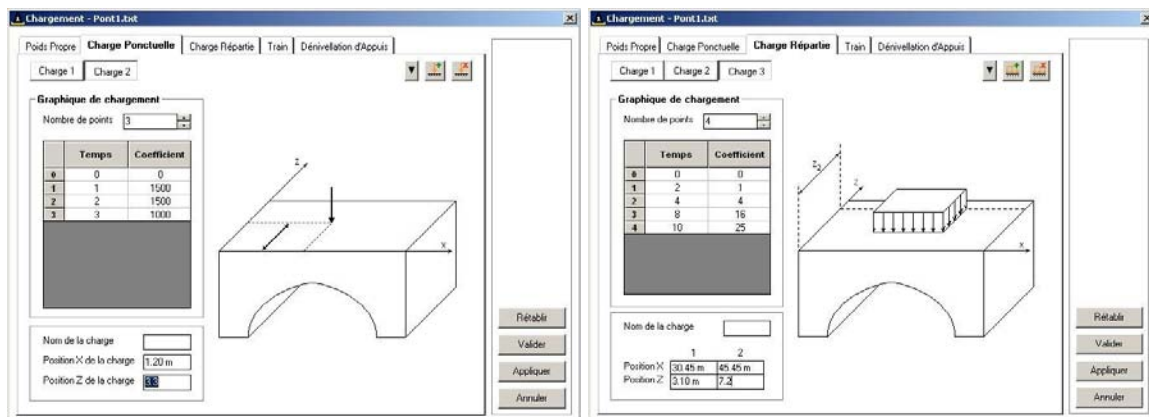 Chargement - Pont1.txt
Poids Propre Charge Ponctuelle Charge Répartie Train Dénivellation d'Appuis
Charge 1 Charge 2
Graphique de chargement
Nombre de points 3
Temps Coefficient
0 0 0
1 1 1500
2 2 1500
3 3 1000
z
x
Nom de la charge
Position X de la charge 1.20 m
Position Z de la charge 3.3
Rétablir
Valider
Appliquer
Annuler
Chargement - Pont1.txt
Poids Propre Charge Ponctuelle Charge Répartie Train Dénivellation d'Appuis
Charge 1 Charge 2 Charge 3
Graphique de chargement
Nombre de points 4
Temps Coefficient
0 0 0
1 2 1
2 4 4
3 8 16
4 10 25
z2
z
x
Nom de la charge
1 2
Position X 30.45 m 45.45 m
Position Z 3.10 m 7.2
Rétablir
Valider
Appliquer
Annuler